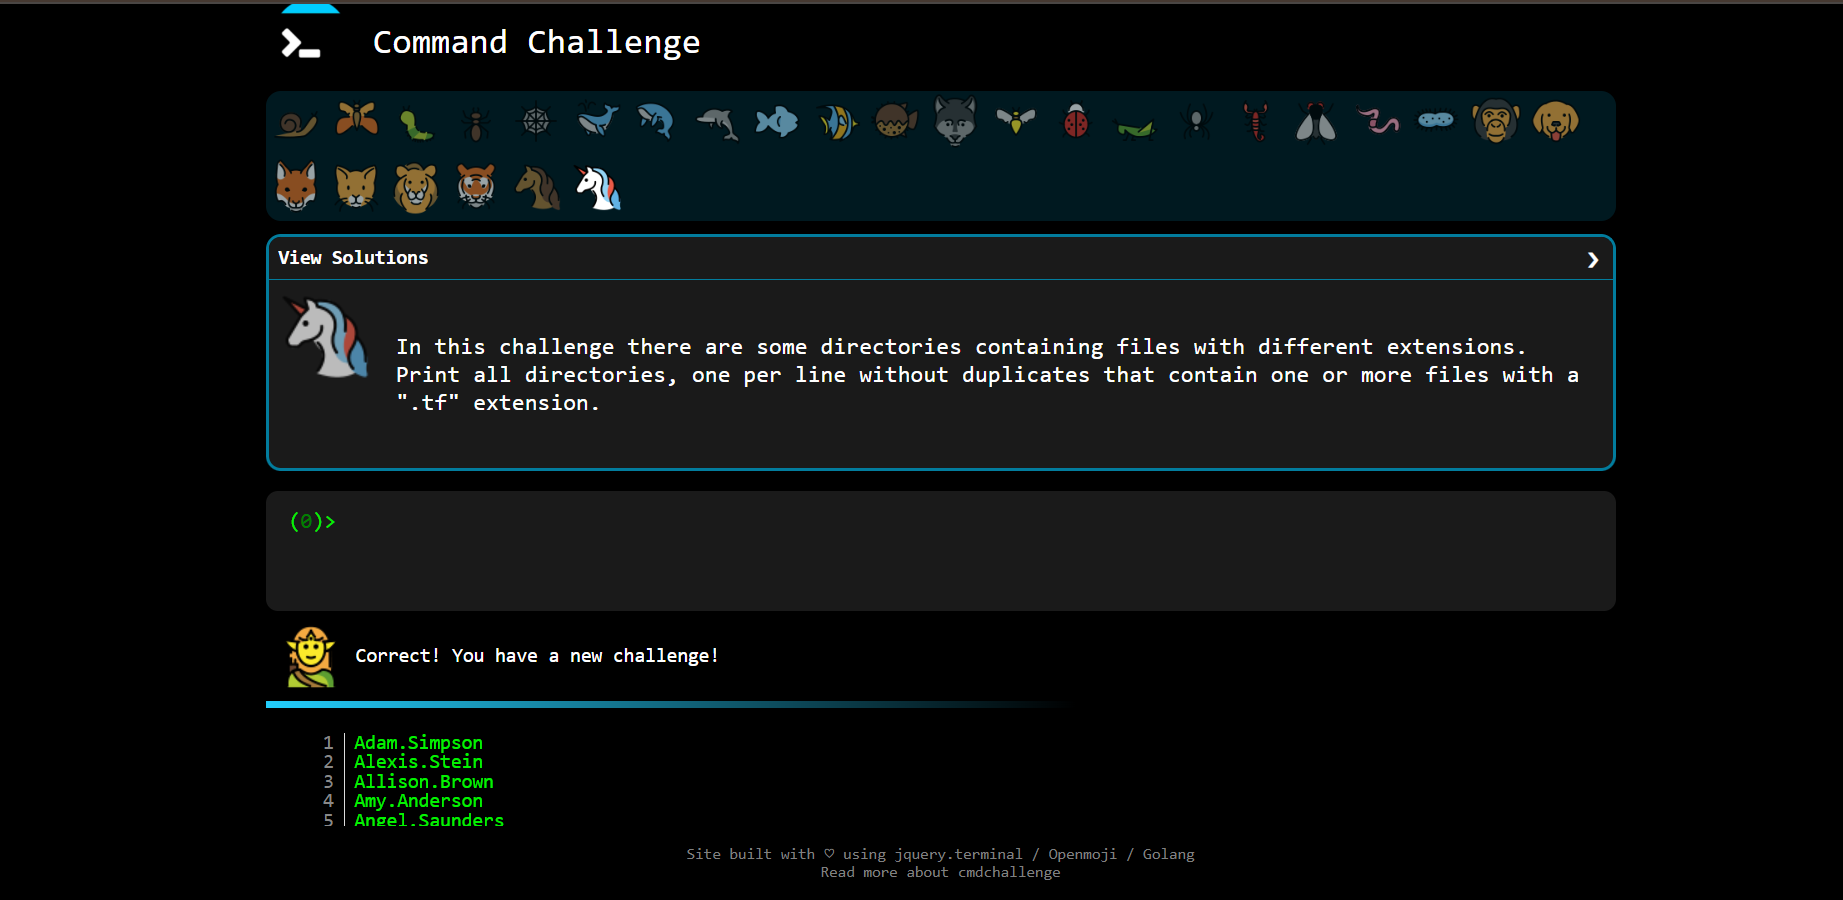 Command Challenge
View Solutions
In this challenge there are some directories containing files with different extensions.
Print all directories, one per line without duplicates that contain one or more files with a
".tf" extension.
(0)>
Correct! You have a new challenge!
1 Adam.Simpson
2 Alexis.Stein
3 Allison.Brown
4 Amy.Anderson
5 Angel.Saunders
Site built with ♡ using jquery.terminal / Openmoji / Golang
Read more about cmdchallenge